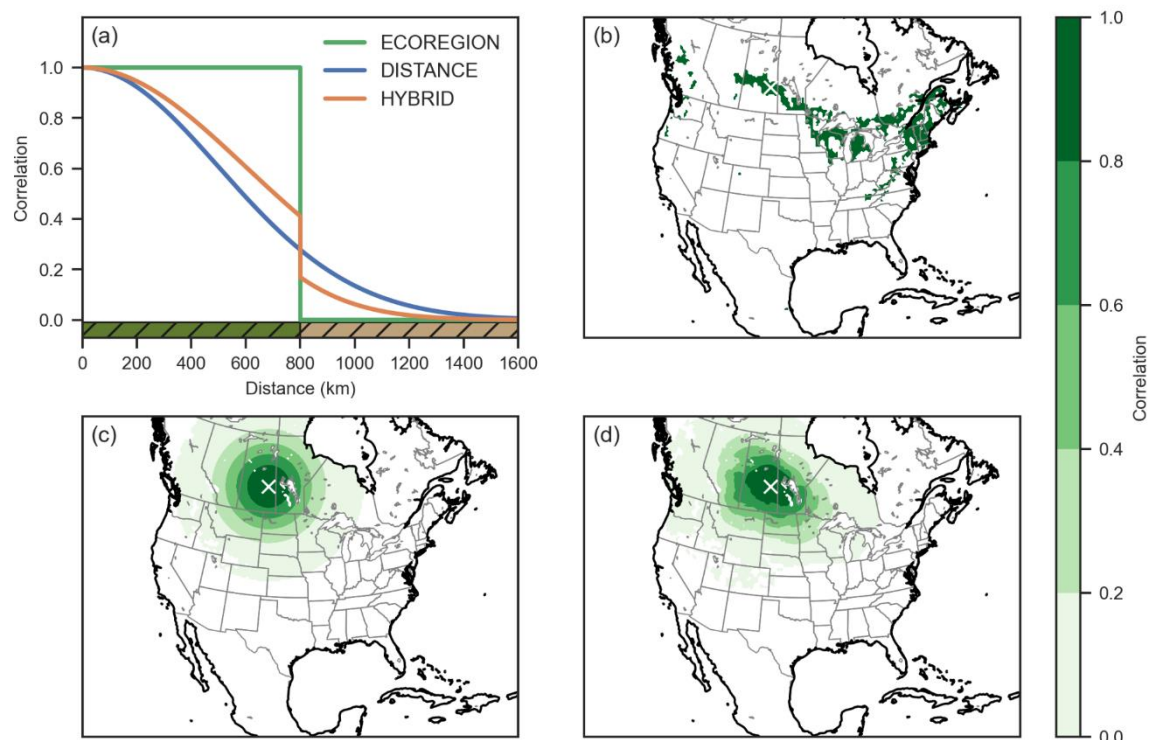 (a)
ECOREGION
DISTANCE
HYBRID
1.0
0.8
0.6
0.4
0.2
0.0
Correlation
0 200 400 600 800 1000 1200 1400 1600
Distance (km)
(b)
(c)
(d)
1.0
0.8
0.6
0.4
0.2
0.0
Correlation